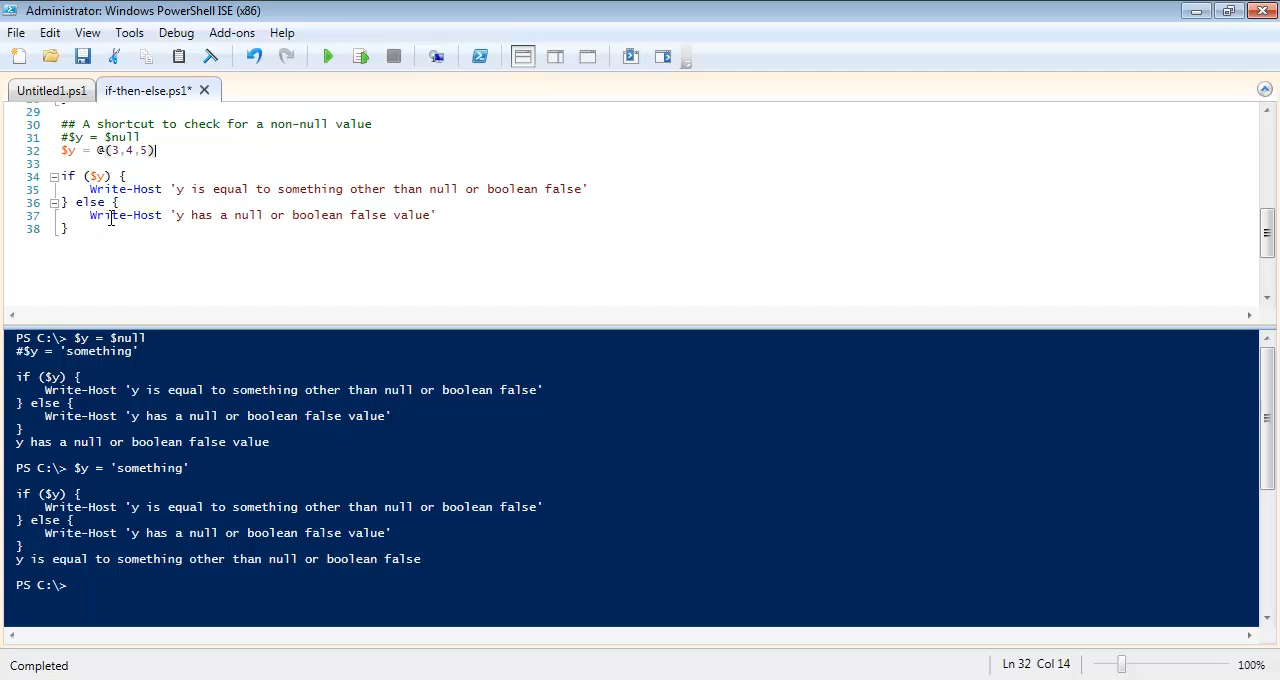 Administrator: Windows PowerShell ISE (x86)
File Edit View Tools Debug Add-ons Help
Untitled1.ps1 if-then-else.ps1*
29
30 ## A shortcut to check for a non-null value
31 #$y = $null
32 $y = @(3,4,5)
33
34 if ($y) {
35 Write-Host 'y is equal to something other than null or boolean false'
36 } else {
37 Write-Host 'y has a null or boolean false value'
38 }
PS C:\> $y = $null
#$y = 'something'
if ($y) {
Write-Host 'y is equal to something other than null or boolean false'
} else {
Write-Host 'y has a null or boolean false value'
}
y has a null or boolean false value
PS C:\> $y = 'something'
if ($y) {
Write-Host 'y is equal to something other than null or boolean false'
} else {
Write-Host 'y has a null or boolean false value'
}
y is equal to something other than null or boolean false
PS C:\>
Completed Ln 32 Col 14 100%